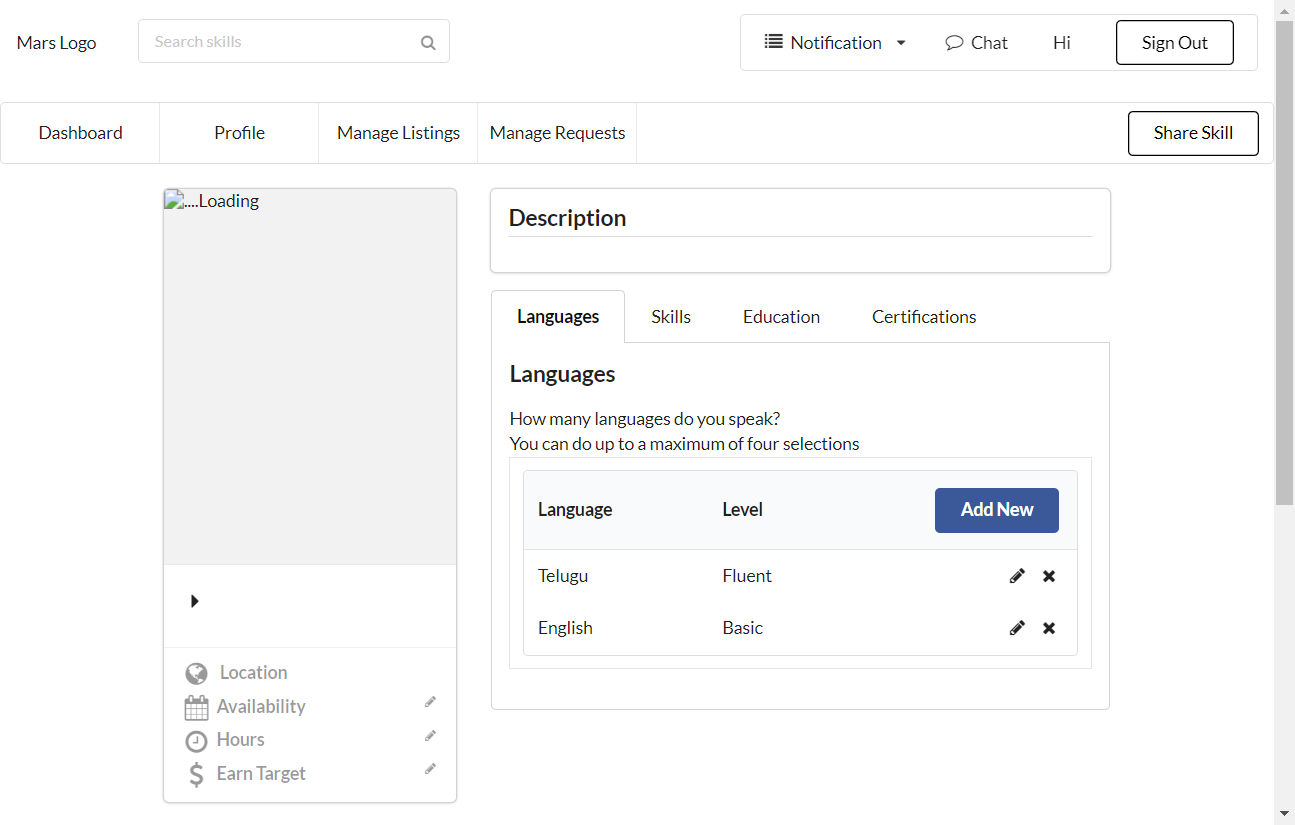 Mars Logo
Search skills
Notification
Chat
Hi
Sign Out
Dashboard
Profile
Manage Listings
Manage Requests
Share Skill
....Loading
Location
Availability
Hours
Earn Target
Description
Languages
Skills
Education
Certifications
Languages
How many languages do you speak?
You can do up to a maximum of four selections
Language Level Add New
Telugu Fluent
English Basic